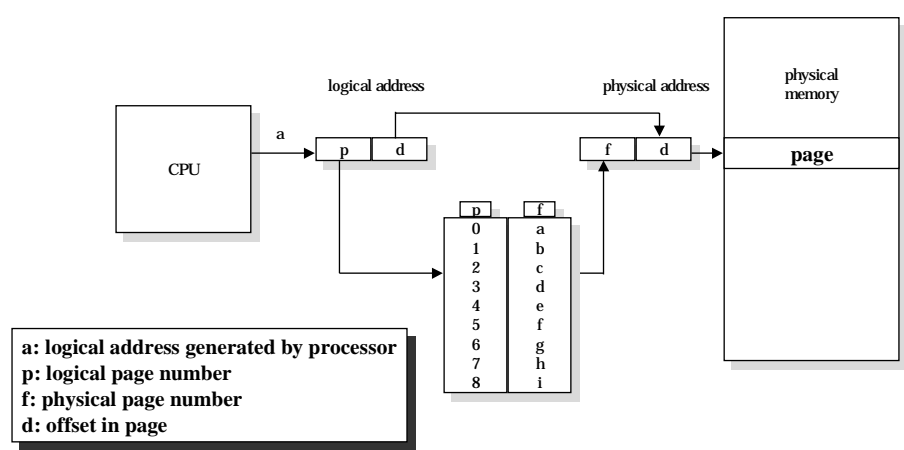 logical address
physical address
physical
memory
a
CPU
p d
f d
page
p f
0 a
1 b
2 c
3 d
4 e
5 f
6 g
7 h
8 i
a: logical address generated by processor
p: logical page number
f: physical page number
d: offset in page